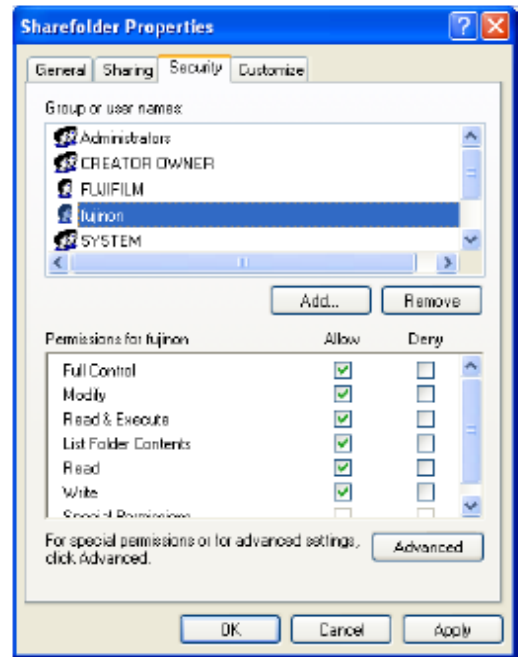 Sharefolder Properties
General Sharing Security Customize
Group or user names:
Administrators
CREATOR OWNER
FUJIFILM
fujinon
SYSTEM
Add... Remove
Permissions for fujinon Allow Deny
Full Control
Modify
Read & Execute
List Folder Contents
Read
Write
Special Permissions
For special permissions or for advanced settings,
click Advanced.
Advanced
OK Cancel Apply